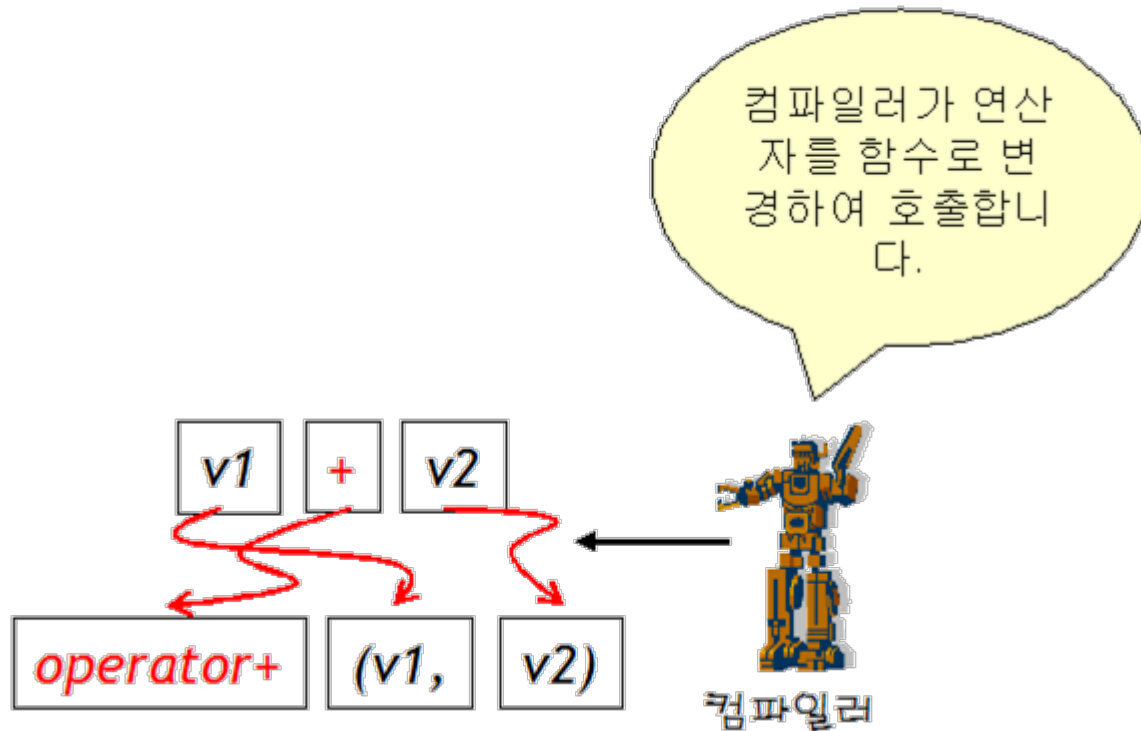 컴파일러가 연산
자를 함수로 변
경하여 호출합니
다.
v1 + v2
operator+ (v1, v2)
컴파일러